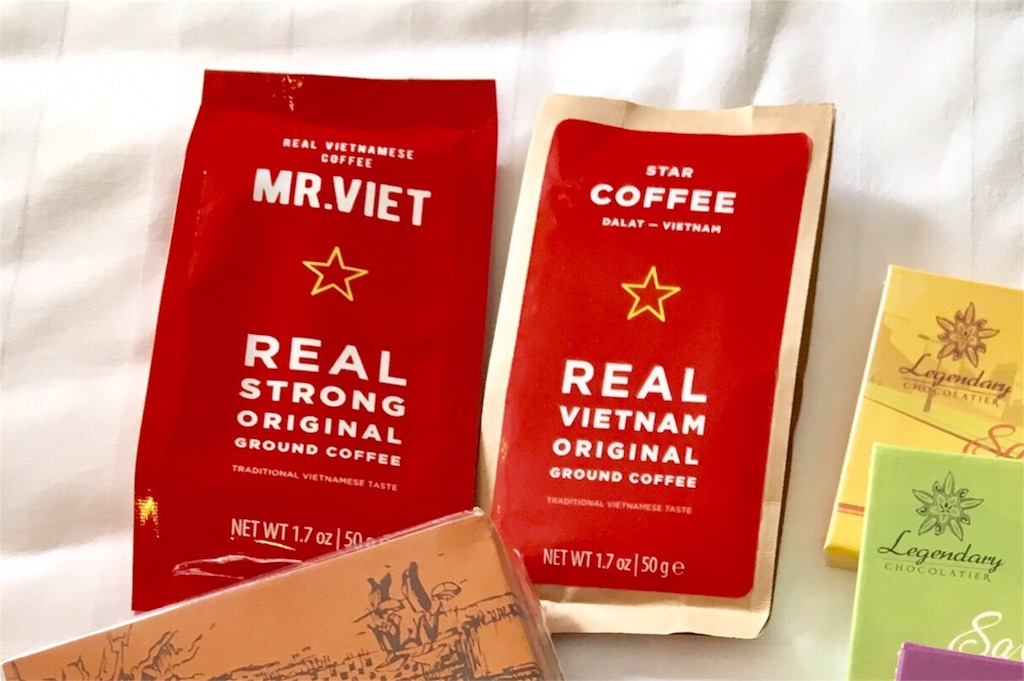 REAL VIETNAMESE
COFFEE
MR.VIET
REAL
STRONG
ORIGINAL
GROUND COFFEE
TRADITIONAL VIETNAMESE TASTE
NET WT 1.7 oz | 50 g
STAR
COFFEE
DALAT — VIETNAM
REAL
VIETNAM
ORIGINAL
GROUND COFFEE
TRADITIONAL VIETNAMESE TASTE
NET WT 1.7 oz | 50 g ℮
Legendary
CHOCOLATIER
Legendary
CHOCOLATIER